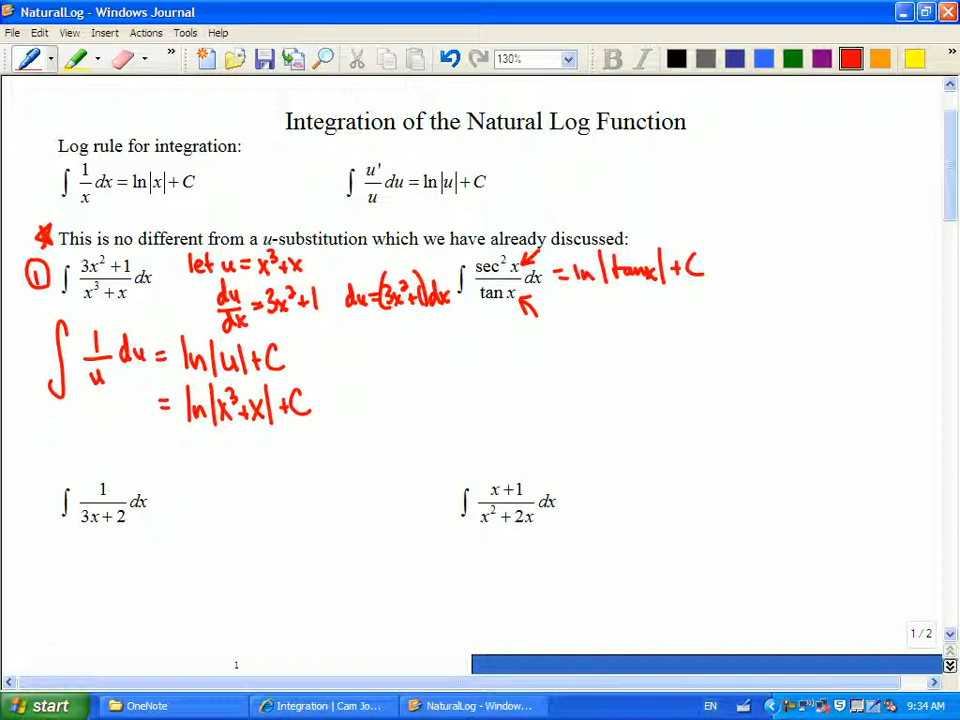 NaturalLog - Windows Journal
File Edit View Insert Actions Tools Help
130%
Integration of the Natural Log Function
Log rule for integration:
∫ 1/x dx = ln|x| + C
∫ u'/u du = ln|u| + C
This is no different from a u-substitution which we have already discussed:
① ∫ (3x² + 1)/(x³ + x) dx
let u = x³ + x
du/dx = 3x² + 1 du = (3x² + 1)dx
∫ sec² x/tan x dx = ln|tanx| + C
∫ 1/u du = ln|u| + C
= ln|x³ + x| + C
∫ 1/(3x + 2) dx
∫ (x + 1)/(x² + 2x) dx
1 / 2
1
start OneNote Integration | Cam Jo... NaturalLog - Window... EN 9:34 AM